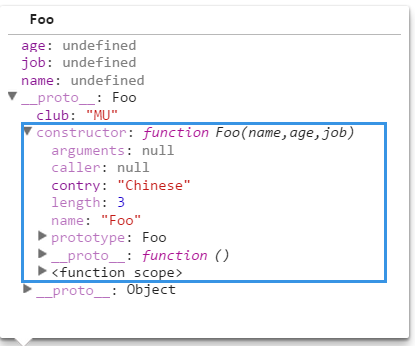 Foo
age: undefined
job: undefined
name: undefined
__proto__: Foo
club: "MU"
constructor: function Foo(name,age,job)
arguments: null
caller: null
contry: "Chinese"
length: 3
name: "Foo"
prototype: Foo
__proto__: function ()
<function scope>
__proto__: Object